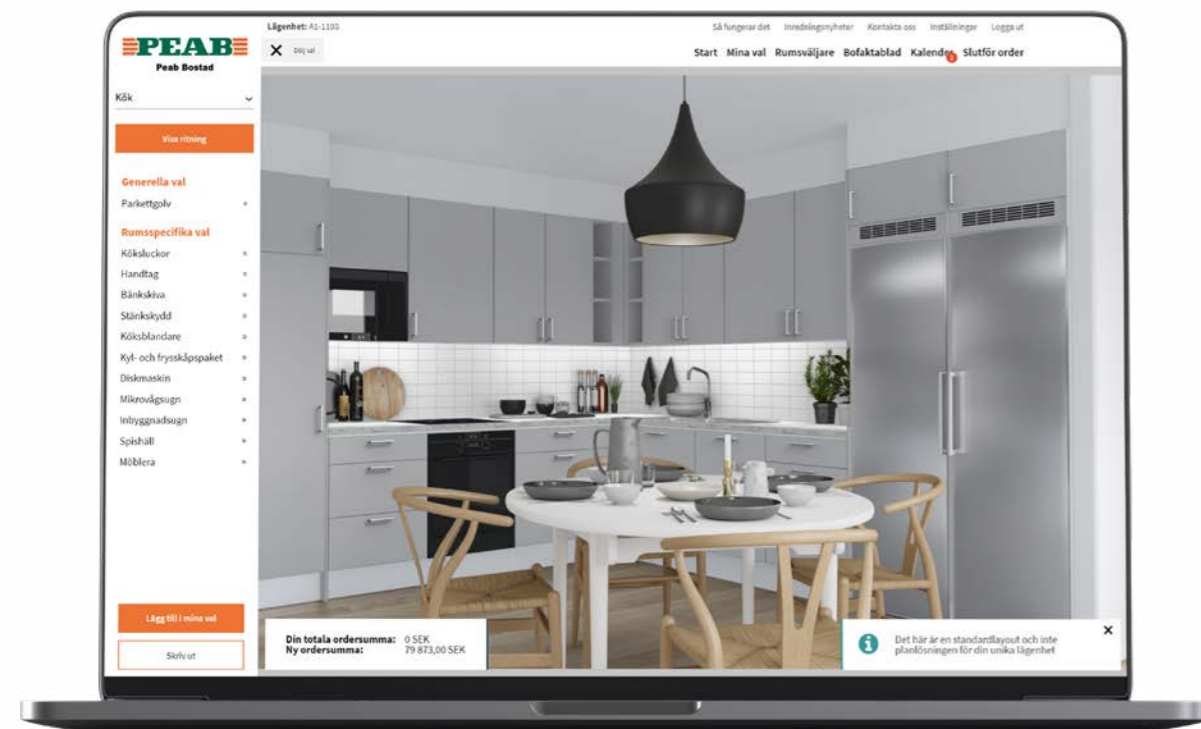 PEAB
Peab Bostad
Lägenhet: A1-1103
Dölj val
Så fungerar det Inredningsnyheter Kontakta oss Inställningar Logga ut
Start Mina val Rumsväljare Bofaktablad Kalender Slutför order
Kök
Visa ritning
Generella val
Parkettgolv
Rumsspecifika val
Köksluckor
Handtag
Bänkskiva
Stänkskydd
Köksblandare
Kyl- och frysskåpspaket
Diskmaskin
Mikrovågsugn
Inbyggnadsugn
Spishäll
Möblera
Lägg till i mina val
Skriv ut
Din totala ordersumma: 0 SEK
Ny ordersumma: 79 873,00 SEK
Det här är en standardlayout och inte
planlösningen för din unika lägenhet